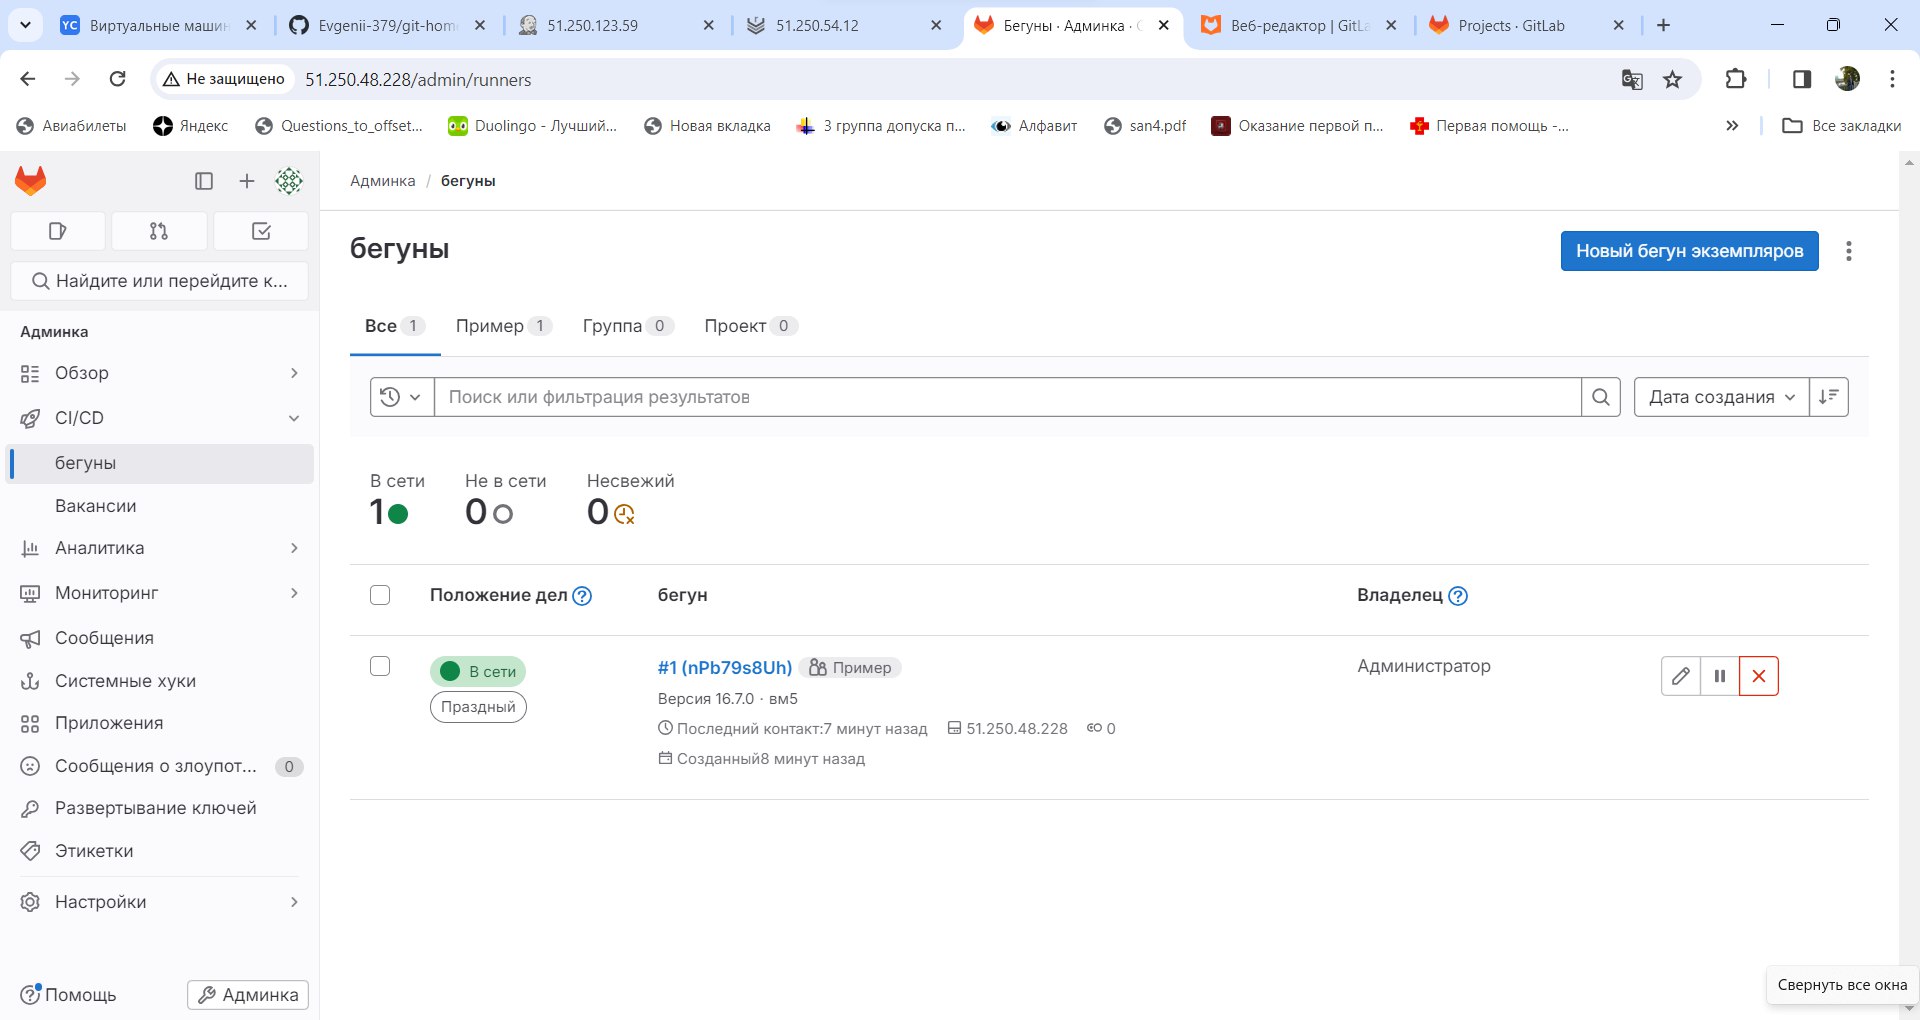 Виртуальные машин
Evgenii-379/git-hom
51.250.123.59
51.250.54.12
Бегуны · Админка ·
Веб-редактор | GitLa
Projects · GitLab
Не защищено
51.250.48.228/admin/runners
Авиабилеты
Яндекс
Questions_to_offset...
Duolingo - Лучший...
Новая вкладка
3 группа допуска п...
Алфавит
san4.pdf
Оказание первой п...
Первая помощь -...
Все закладки
Админка / бегуны
бегуны
Новый бегун экземпляров
Найдите или перейдите к...
Админка
Обзор
CI/CD
бегуны
Вакансии
Аналитика
Мониторинг
Сообщения
Системные хуки
Приложения
Сообщения о злоупот... 0
Развертывание ключей
Этикетки
Настройки
Помощь
Админка
Все 1
Пример 1
Группа 0
Проект 0
Поиск или фильтрация результатов
Дата создания
В сети
1
Не в сети
0
Несвежий
0
Положение дел
бегун
Владелец
В сети
Праздный
#1 (nPb79s8Uh) Пример
Версия 16.7.0 · вм5
Последний контакт:7 минут назад 51.250.48.228 0
Созданный8 минут назад
Администратор
Свернуть все окна